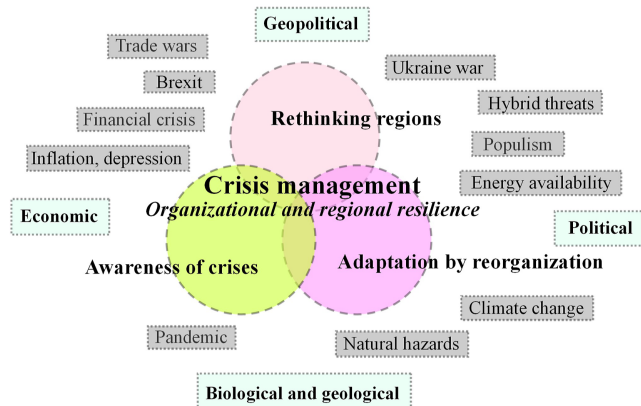 Geopolitical
Trade wars
Ukraine war
Brexit
Hybrid threats
Financial crisis
Rethinking regions
Populism
Inflation, depression
Energy availability
Crisis management
Organizational and regional resilience
Economic
Political
Awareness of crises
Adaptation by reorganization
Climate change
Pandemic
Natural hazards
Biological and geological